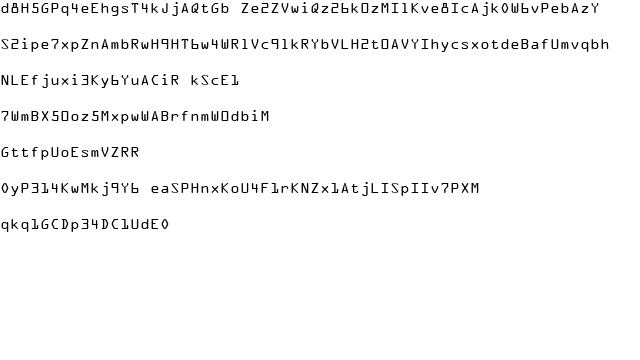 d8H5GPq4eEhgsT4kJjAQtGb Ze2ZVwiQz26kOzMI1Kve8IcAjk0W6vPebAzY
S2ipe7xpZnAmbRwH9HT6w4WR1Vc91kRYbVLH2tOAVYIhycsxotdeBafUmvqbh
NLEfjuxi3Ky6YuACiR kScE1
7WmBX5Ooz5MxpwWABrfnmWOdbiM
GttfpUoEsmVZRR
0yP314KwMkj9Y6 eaSPHnxKoU4F1rKNZx1AtjLISpIIv7PXM
qkq1GCDp34DC1UdE0